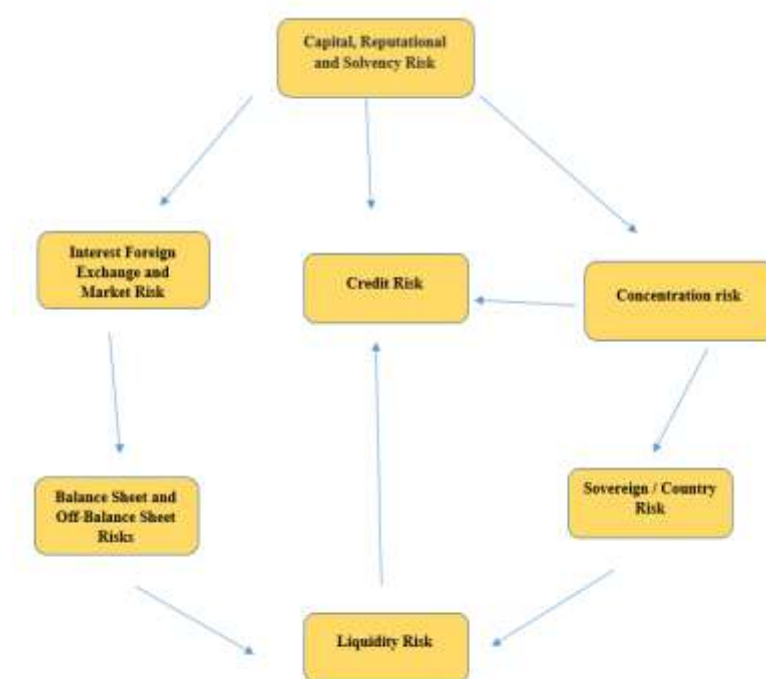 Capital, Reputational
and Solvency Risk
Interest Foreign
Exchange and
Market Risk
Credit Risk
Concentration risk
Balance Sheet and
Off-Balance Sheet
Risks
Sovereign / Country
Risk
Liquidity Risk